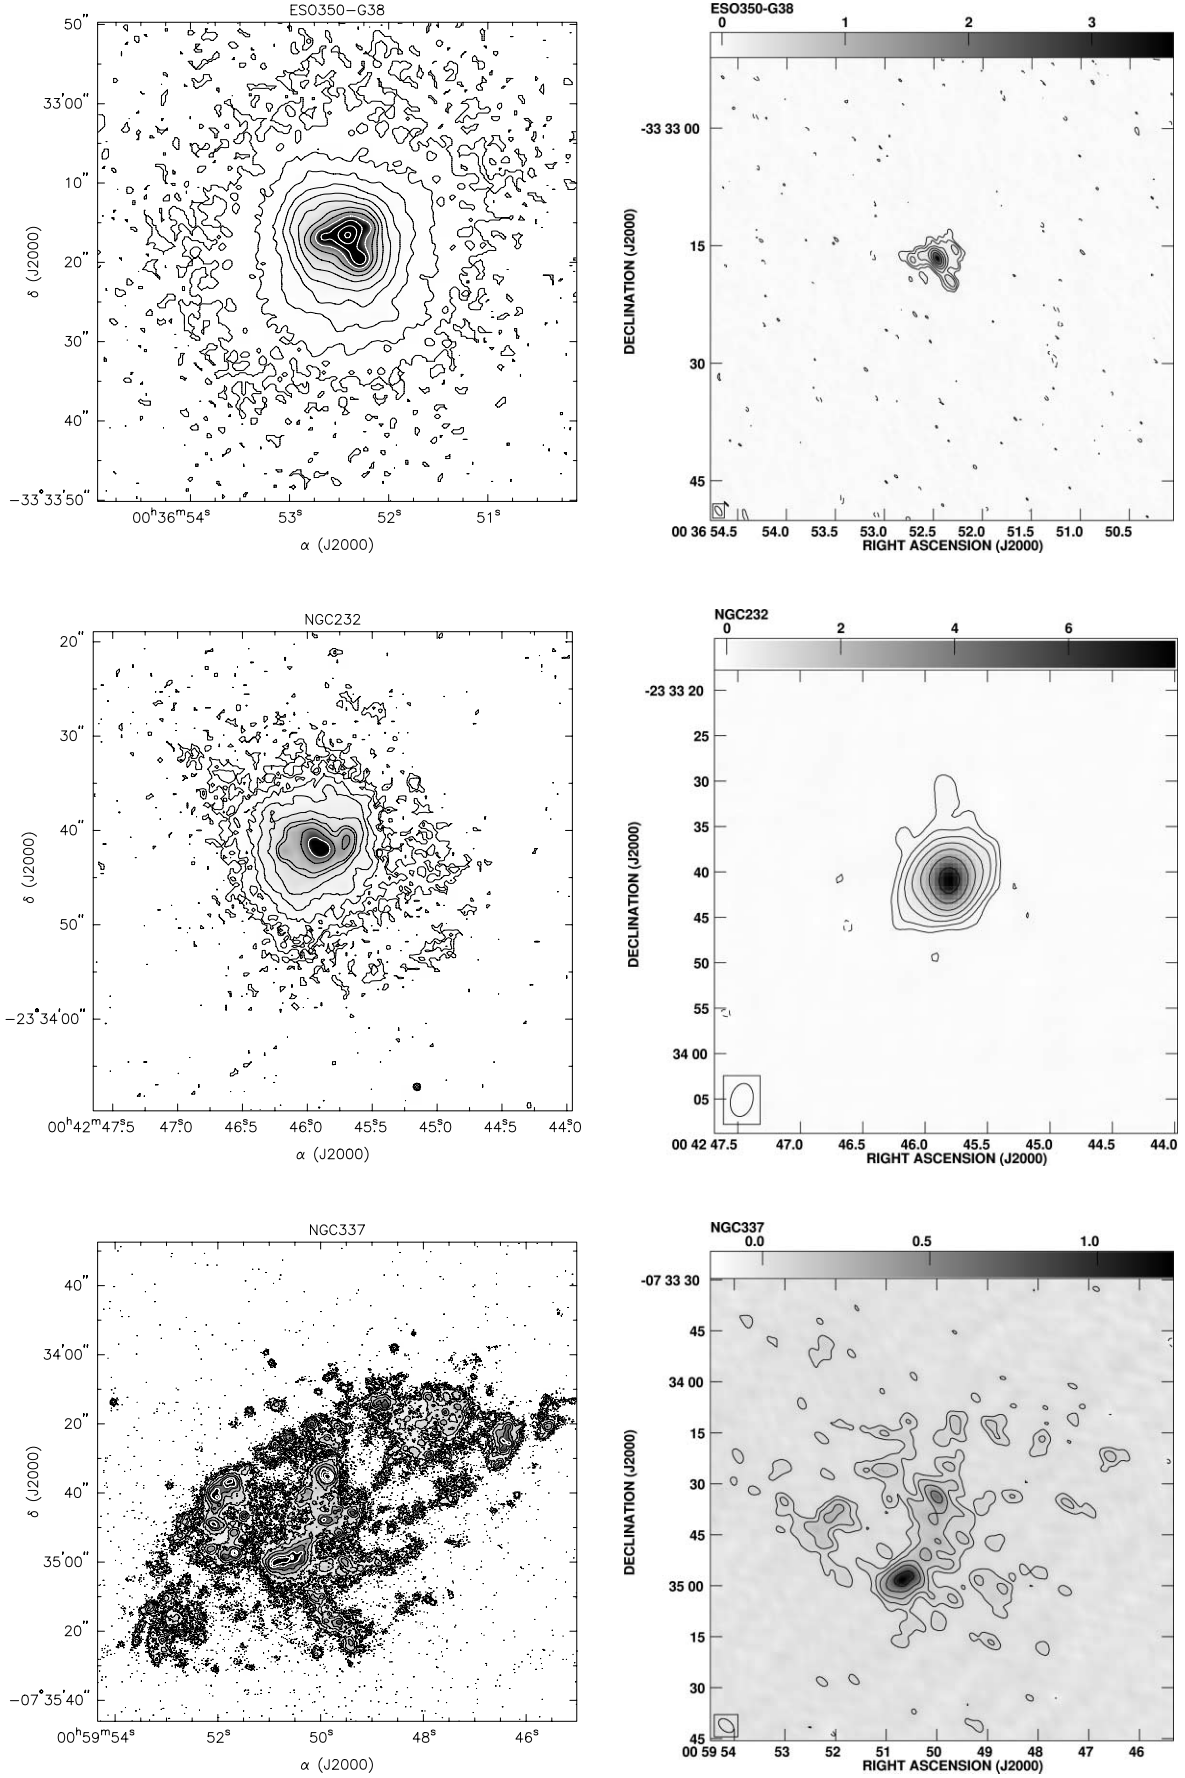 ESO350-G38
50"
33'00"
10"
20"
30"
40"
-33°33'50"
δ (J2000)
00ʰ36ᵐ54ˢ 53ˢ 52ˢ 51ˢ
α (J2000)
ESO350-G38
0 1 2 3
-33 33 00
15
30
45
DECLINATION (J2000)
00 36 54.5 54.0 53.5 53.0 52.5 52.0 51.5 51.0 50.5
RIGHT ASCENSION (J2000)
NGC232
20"
30"
40"
50"
-23°34'00"
δ (J2000)
00ʰ42ᵐ47ˢ.5 47ˢ.0 46ˢ.5 46ˢ.0 45ˢ.5 45ˢ.0 44ˢ.5 44ˢ.0
α (J2000)
NGC232
0 2 4 6
-23 33 20
25
30
35
40
45
50
55
34 00
05
DECLINATION (J2000)
00 42 47.5 47.0 46.5 46.0 45.5 45.0 44.5 44.0
RIGHT ASCENSION (J2000)
NGC337
40"
34'00"
20"
40"
35'00"
20"
-07°35'40"
δ (J2000)
00ʰ59ᵐ54ˢ 52ˢ 50ˢ 48ˢ 46ˢ
α (J2000)
NGC337
0.0 0.5 1.0
-07 33 30
45
34 00
15
30
45
35 00
15
30
45
DECLINATION (J2000)
00 59 54 53 52 51 50 49 48 47 46
RIGHT ASCENSION (J2000)